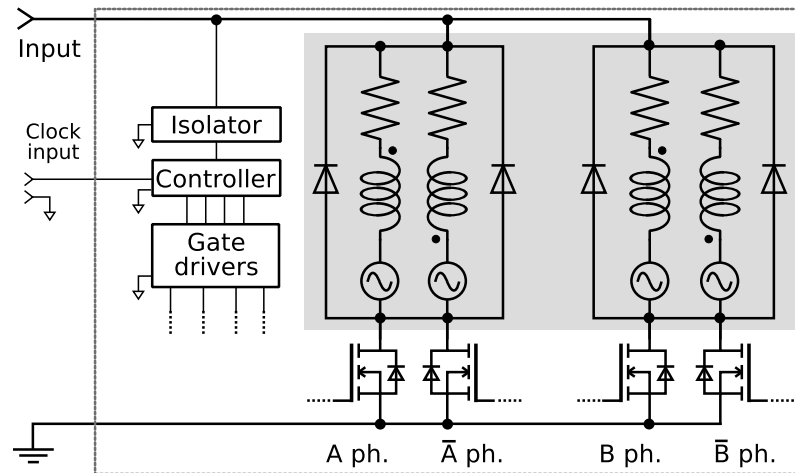 Input
Isolator
Clock
input
Controller
Gate
drivers
A ph.
A̅ ph.
B ph.
B̅ ph.